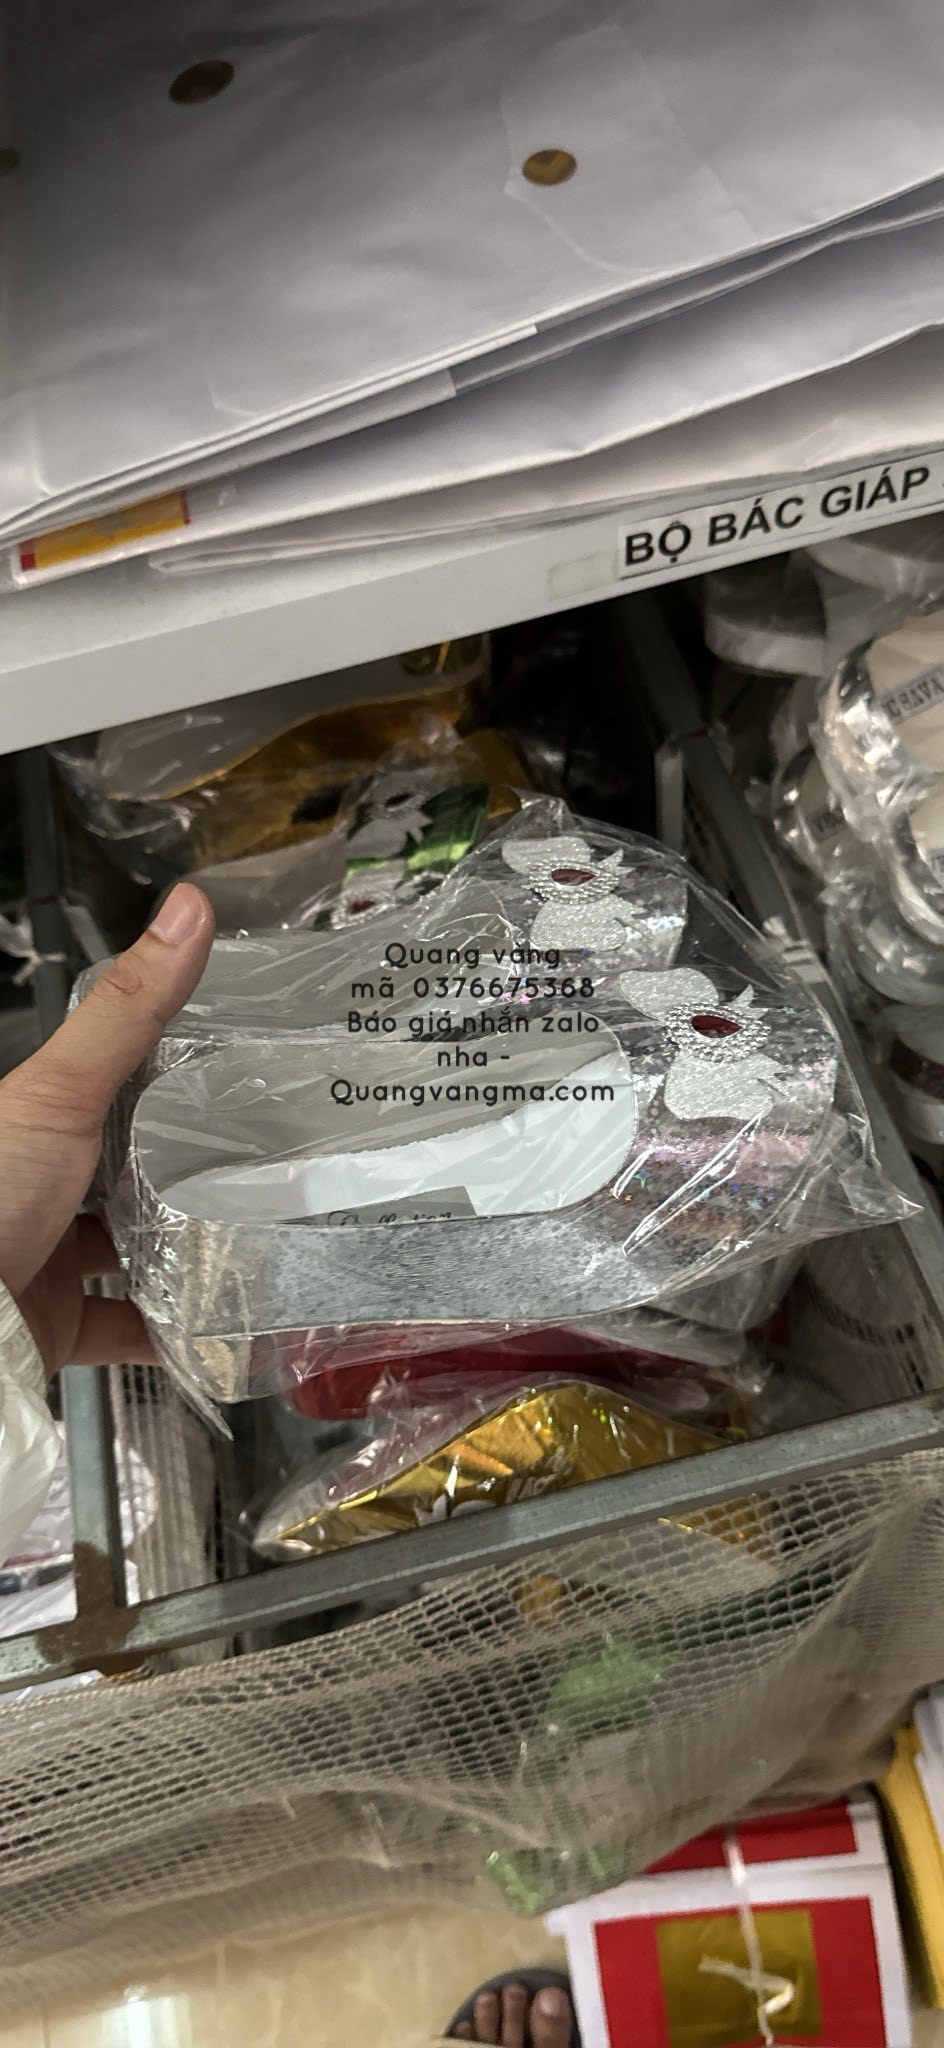 BỘ BÁC GIÁP
Quang vàng
mã 0376675368
Báo giá nhắn zalo
nha -
Quangvangma.com